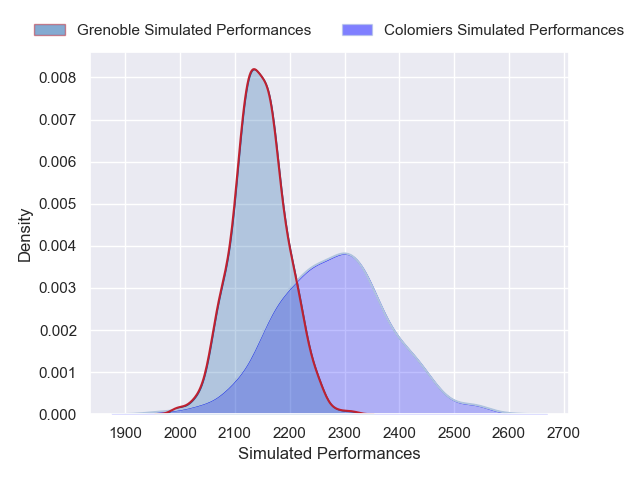 Grenoble Simulated Performances
Colomiers Simulated Performances
0.008
0.007
0.006
0.005
0.004
0.003
0.002
0.001
0.000
Density
1900 2000 2100 2200 2300 2400 2500 2600 2700
Simulated Performances